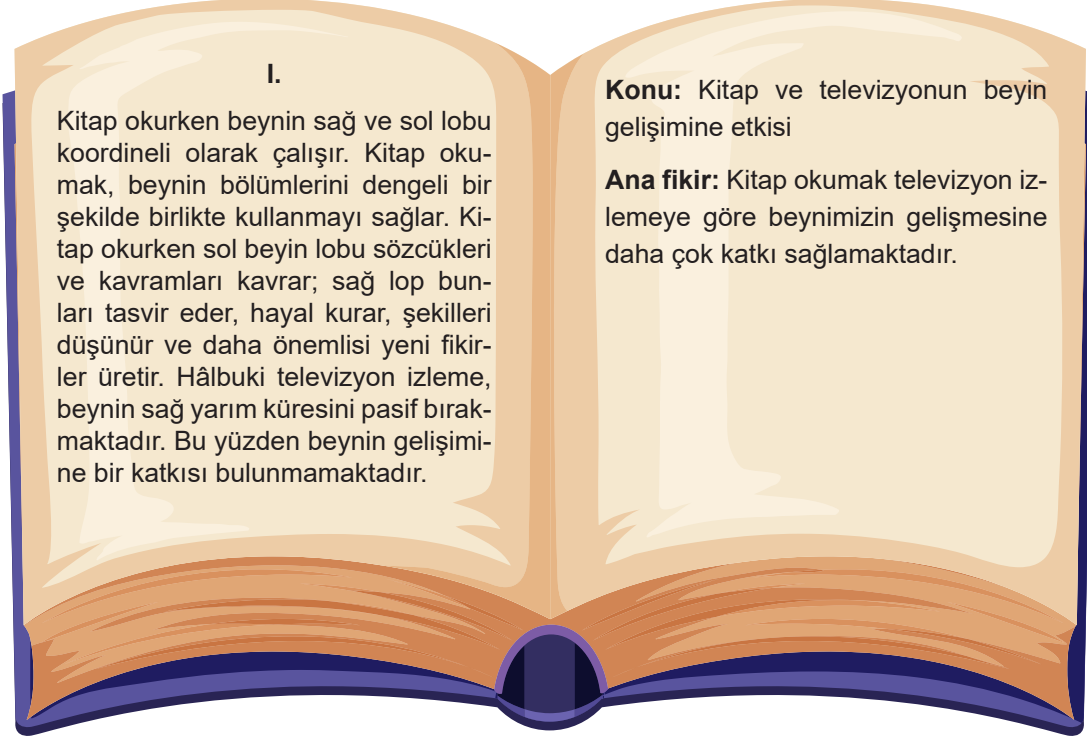 I.
Kitap okurken beynin sağ ve sol lobu
koordineli olarak çalışır. Kitap oku-
mak, beynin bölümlerini dengeli bir
şekilde birlikte kullanmayı sağlar. Ki-
tap okurken sol beyin lobu sözcükleri
ve kavramları kavrar; sağ lop bun-
ları tasvir eder, hayal kurar, şekilleri
düşünür ve daha önemlisi yeni fikir-
ler üretir. Hâlbuki televizyon izleme,
beynin sağ yarım küresini pasif bırak-
maktadır. Bu yüzden beynin gelişimi-
ne bir katkısı bulunmamaktadır.
Konu: Kitap ve televizyonun beyin
gelişimine etkisi
Ana fikir: Kitap okumak televizyon iz-
lemeye göre beynimizin gelişmesine
daha çok katkı sağlamaktadır.